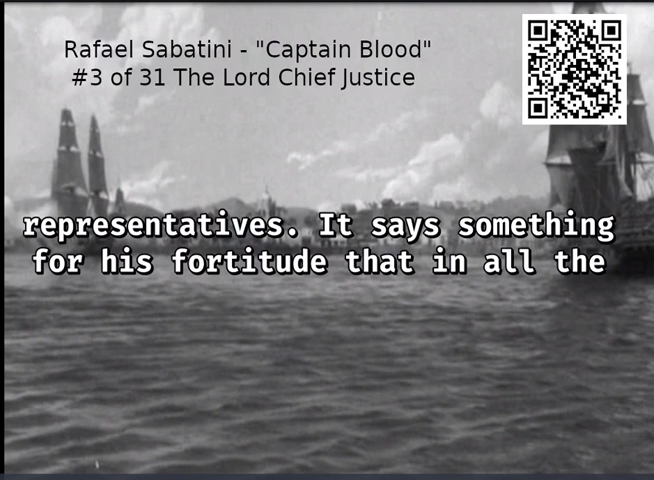 Rafael Sabatini - "Captain Blood"
#3 of 31 The Lord Chief Justice
representatives. It says something
for his fortitude that in all the